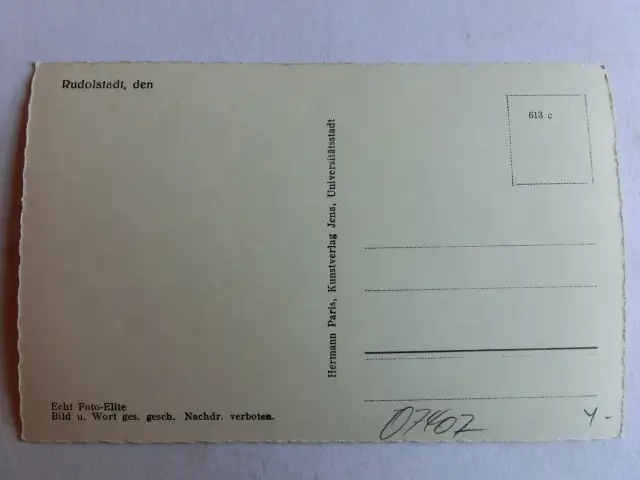 Rudolstadt, den
613 c
Hermann Paris, Kunstverlag Jena, Universitätsstadt
Echt Foto-Elite
Bild u. Wort ges. gesch. Nachdr. verboten.
07407
4-